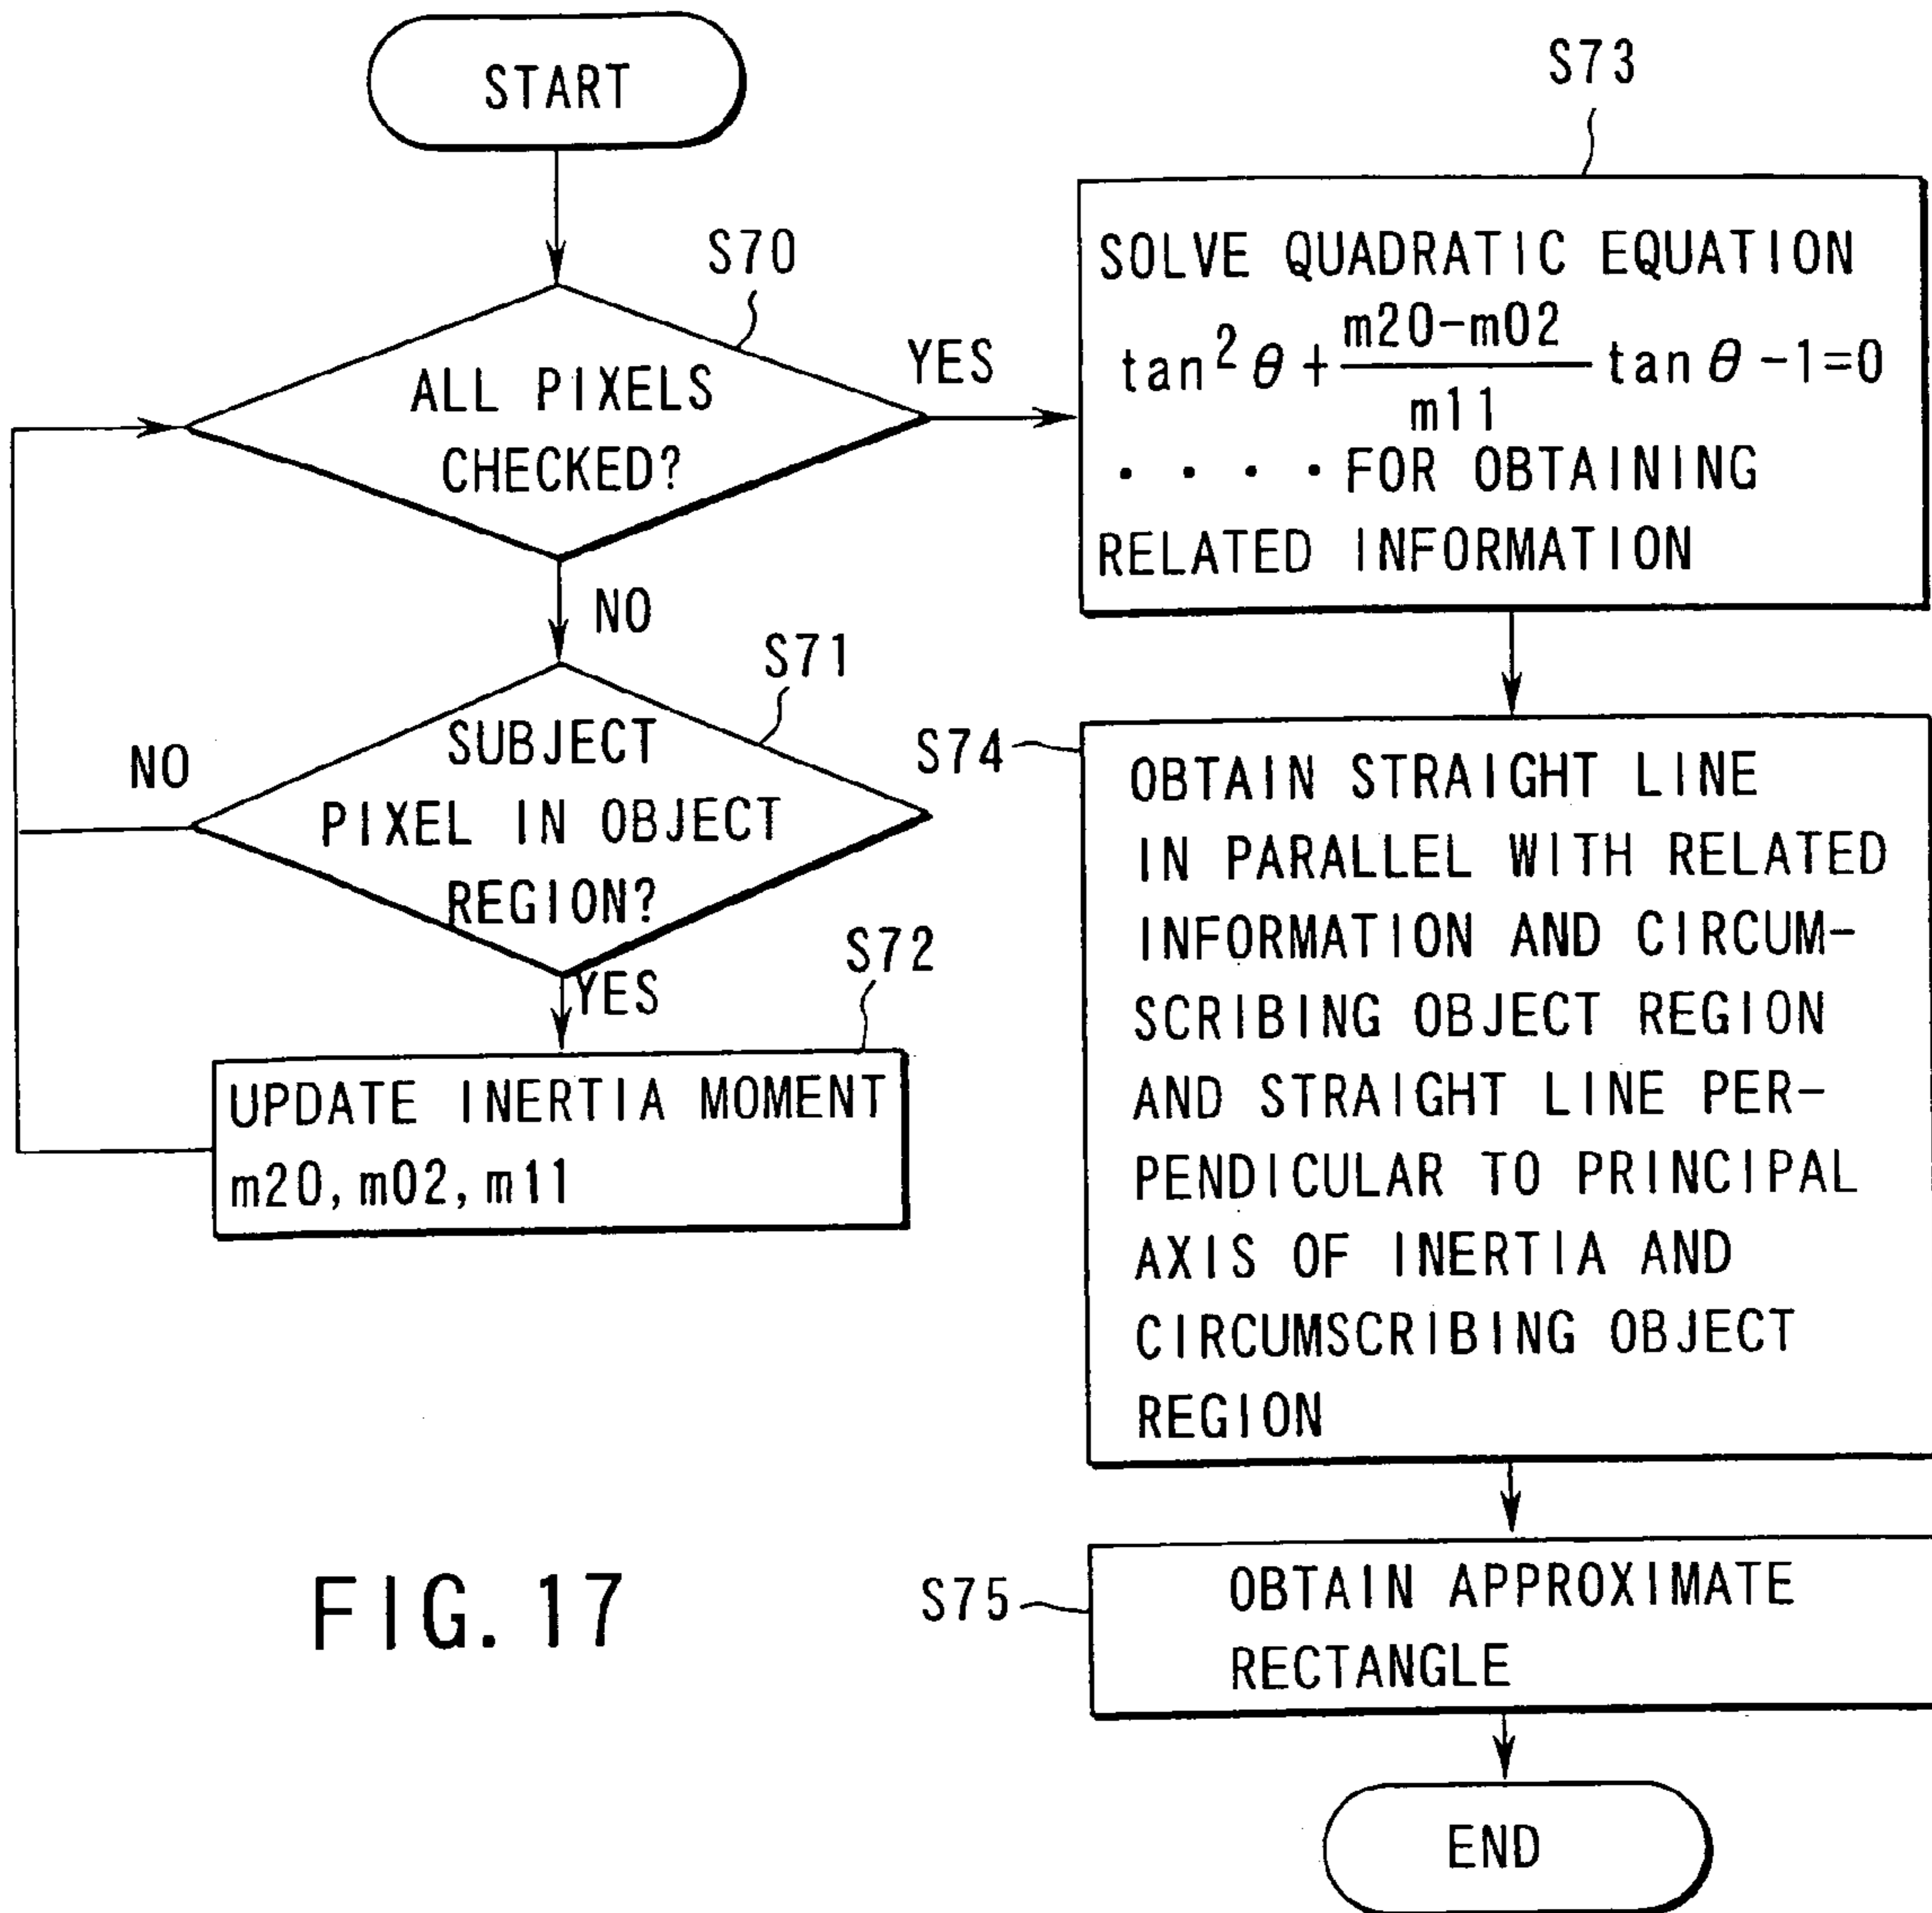 START
S70
ALL PIXELS
CHECKED?
YES
NO
S71
SUBJECT
PIXEL IN OBJECT
REGION?
NO
YES
S72
UPDATE INERTIA MOMENT
m20, m02, m11
S73
SOLVE QUADRATIC EQUATION
tan² θ + (m20-m02)/m11 tan θ -1=0
· · · · FOR OBTAINING
RELATED INFORMATION
S74
OBTAIN STRAIGHT LINE
IN PARALLEL WITH RELATED
INFORMATION AND CIRCUM-
SCRIBING OBJECT REGION
AND STRAIGHT LINE PER-
PENDICULAR TO PRINCIPAL
AXIS OF INERTIA AND
CIRCUMSCRIBING OBJECT
REGION
S75
OBTAIN APPROXIMATE
RECTANGLE
END
FIG. 17